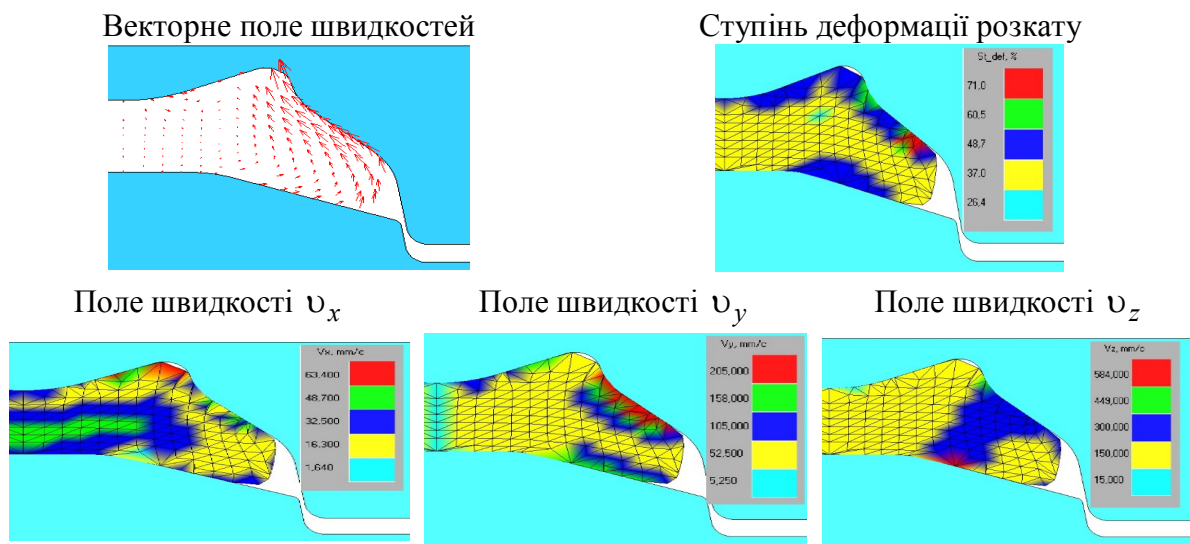 Векторне поле швидкостей
Ступінь деформації розкату
St_def, %
71,0
60,5
48,7
37,0
26,4
Поле швидкості υx
Поле швидкості υy
Поле швидкості υz
Vx, mm/c
63,400
48,700
32,500
16,300
1,640
Vy, mm/c
205,000
158,000
105,000
52,500
5,250
Vz, mm/c
584,000
449,000
300,000
150,000
15,000